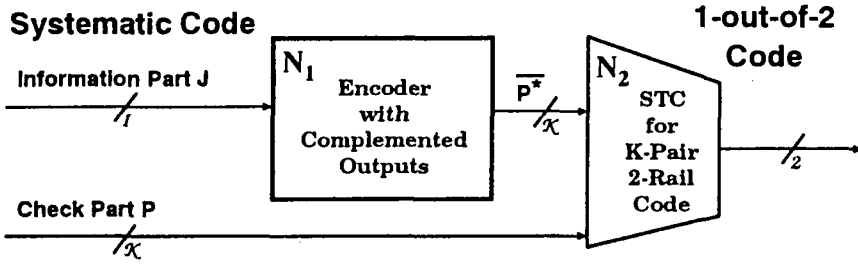 Systematic Code
1-out-of-2
Code
Information Part J
I
N₁
Encoder
with
Complemented
Outputs
P*
K
N₂
STC
for
K-Pair
2-Rail
Code
2
Check Part P
K